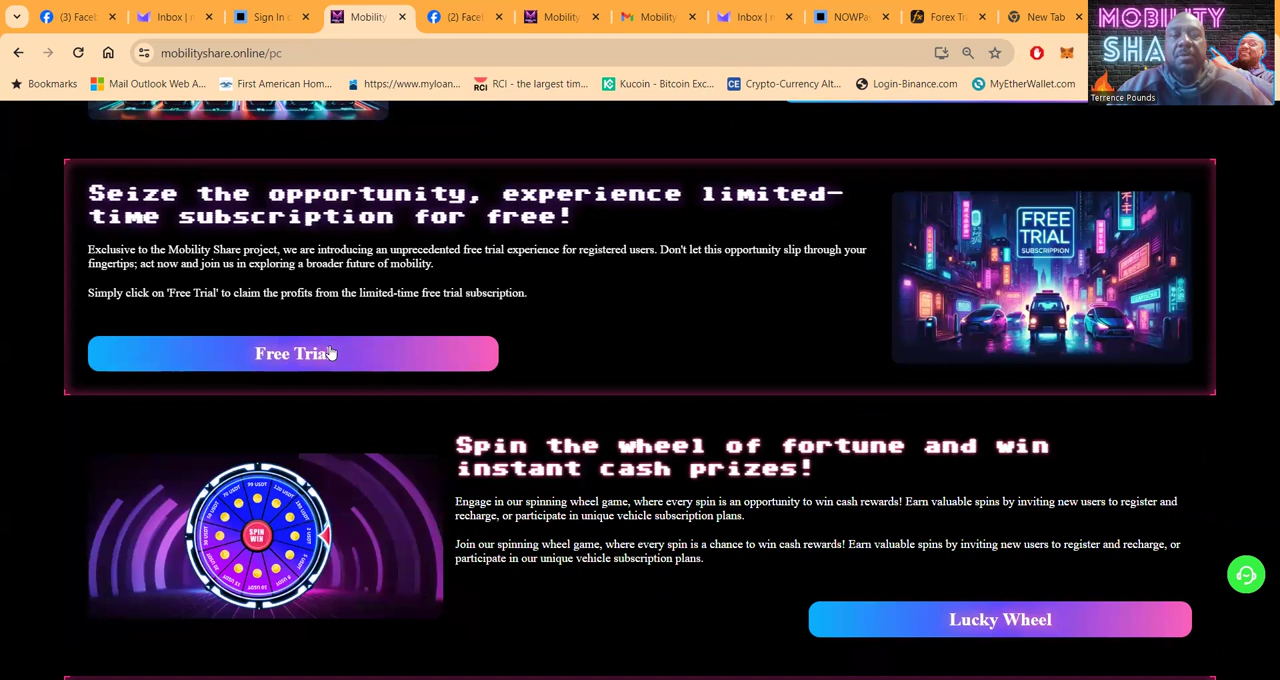 (3) Faceb
Inbox | n
Sign In o
Mobility
(2) Faceb
Mobility
Mobility
Inbox | n
NOWPa
Forex Tr
New Tab
mobilityshare.online/pc
Bookmarks
Mail Outlook Web A...
First American Hom...
https://www.myloan...
RCI - the largest tim...
Kucoin - Bitcoin Exc...
Crypto-Currency Alt...
Login-Binance.com
MyEtherWallet.com
MOBILITY
SHA
Terrence Pounds
Seize the opportunity, experience limited-
time subscription for free!
Exclusive to the Mobility Share project, we are introducing an unprecedented free trial experience for registered users. Don't let this opportunity slip through your
fingertips; act now and join us in exploring a broader future of mobility.
Simply click on 'Free Trial' to claim the profits from the limited-time free trial subscription.
Free Trial
FREE
TRIAL
SUBSCRIPPION
Spin the wheel of fortune and win
instant cash prizes!
Engage in our spinning wheel game, where every spin is an opportunity to win cash rewards! Earn valuable spins by inviting new users to register and
recharge, or participate in unique vehicle subscription plans.
Join our spinning wheel game, where every spin is a chance to win cash rewards! Earn valuable spins by inviting new users to register and recharge, or
participate in our unique vehicle subscription plans.
SPIN
WIN
Lucky Wheel